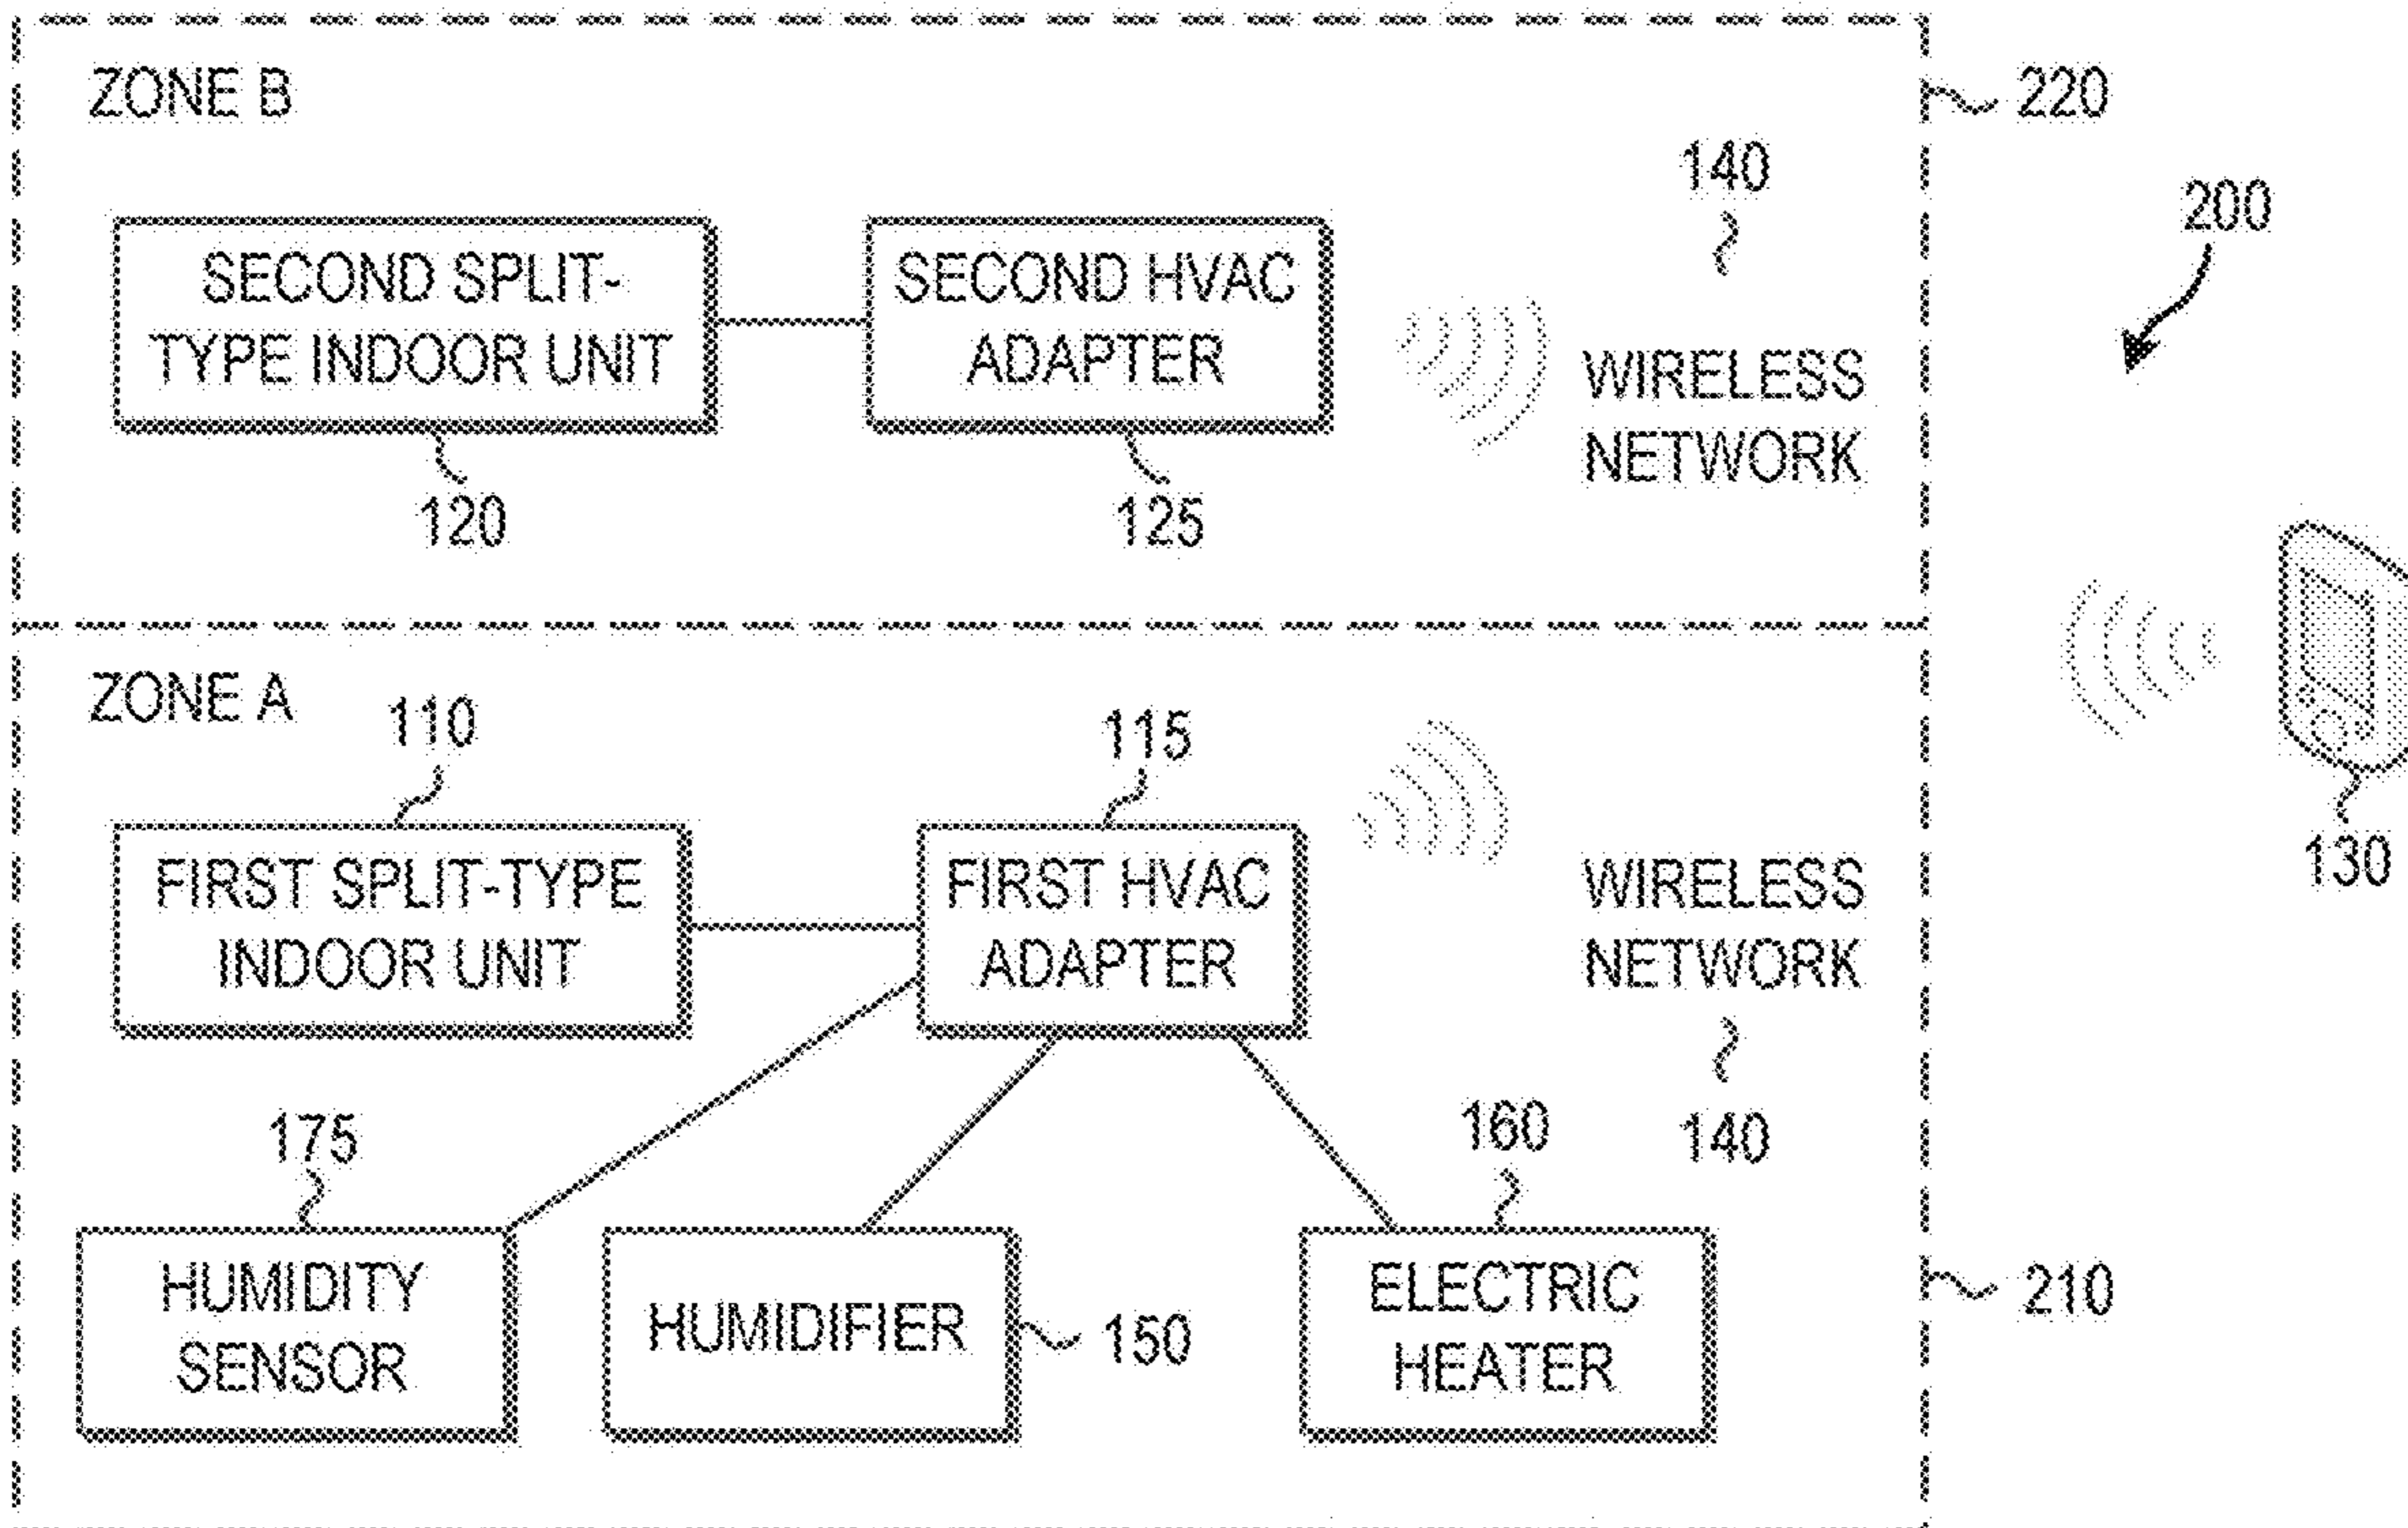 ZONE B
220
140
200
SECOND SPLIT-
TYPE INDOOR UNIT
SECOND HVAC
ADAPTER
WIRELESS
NETWORK
120
125
ZONE A
110
115
130
FIRST SPLIT-TYPE
INDOOR UNIT
FIRST HVAC
ADAPTER
WIRELESS
NETWORK
175
160
140
HUMIDITY
SENSOR
HUMIDIFIER
150
ELECTRIC
HEATER
210